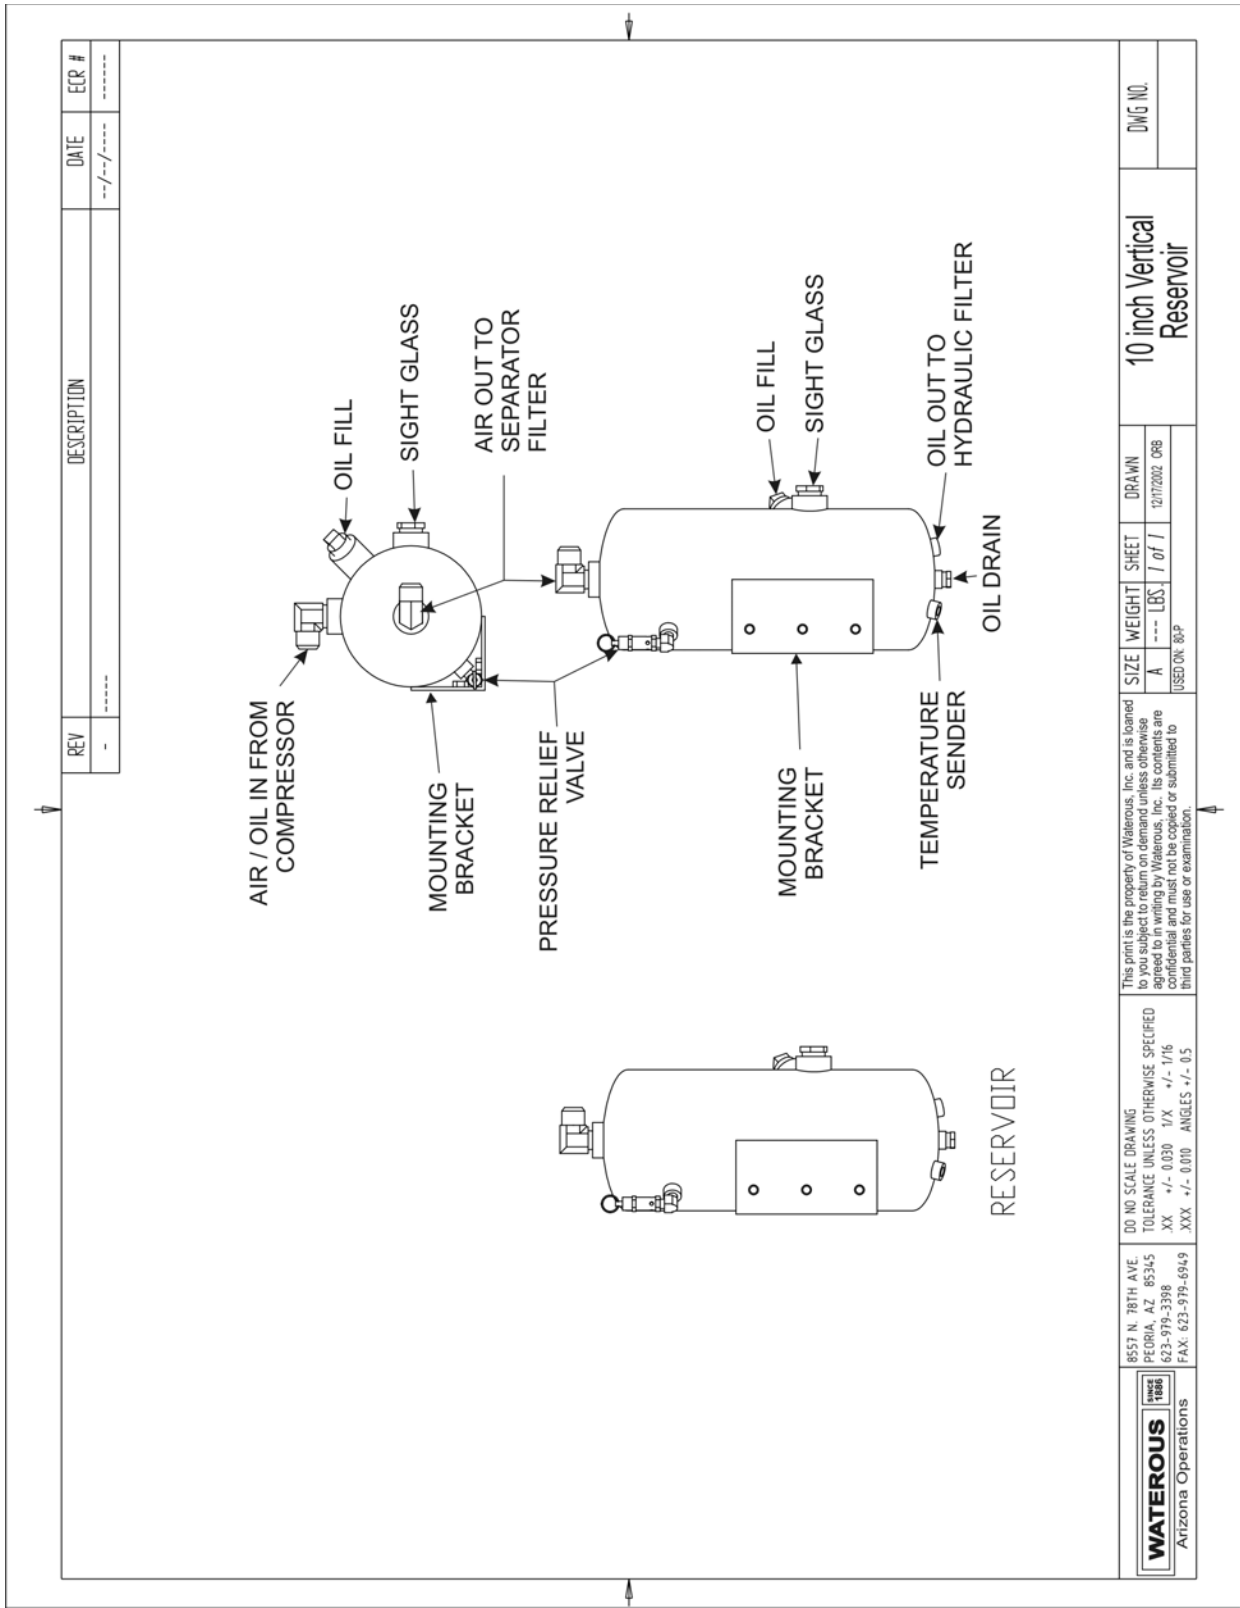 REV
DESCRIPTION
DATE
ECR #
-
-----
--/--/----
------
AIR / OIL IN FROM
COMPRESSOR
OIL FILL
SIGHT GLASS
MOUNTING
BRACKET
AIR OUT TO
SEPARATOR
FILTER
PRESSURE RELIEF
VALVE
OIL FILL
SIGHT GLASS
MOUNTING
BRACKET
OIL OUT TO
HYDRAULIC FILTER
TEMPERATURE
SENDER
OIL DRAIN
RESERVOIR
WATEROUS
SINCE
1886
Arizona Operations
8557 N. 78TH AVE.
PEORIA, AZ 85345
623-979-3398
FAX: 623-979-6949
DO NO SCALE DRAWING
TOLERANCE UNLESS OTHERWISE SPECIFIED
.XX +/- 0.030 1/X +/- 1/16
.XXX +/- 0.010 ANGLES +/- 0.5
This print is the property of Waterous, Inc. and is loaned
to you subject to return on demand unless otherwise
agreed to in writing by Waterous, Inc. Its contents are
confidential and must not be copied or submitted to
third parties for use or examination.
SIZE
WEIGHT
SHEET
DRAWN
A
--- LBS.
1 of 1
12/17/2002 ORB
USED ON: 80-P
10 inch Vertical
Reservoir
DWG NO.